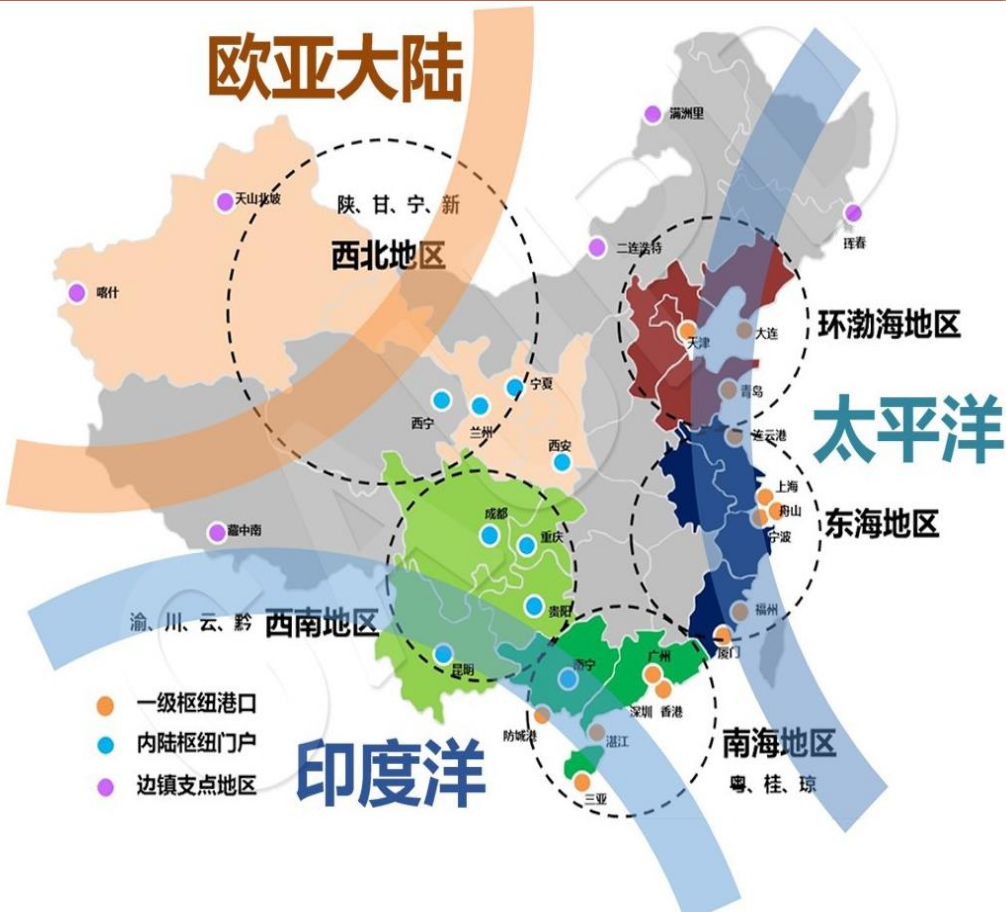 欧亚大陆
满洲里
天山北坡
陕、甘、宁、新
西北地区
珲春
二连浩特
喀什
环渤海地区
天津
大连
宁夏
青岛
西宁
兰州
太平洋
连云港
西安
上海
舟山
成都
东海地区
藏中南
重庆
宁波
贵阳
福州
渝、川、云、黔
西南地区
厦门
广州
昆明
南宁
一级枢纽港口
深圳
香港
防城港
湛江
内陆枢纽门户
南海地区
印度洋
边镇支点地区
粤、桂、琼
三亚